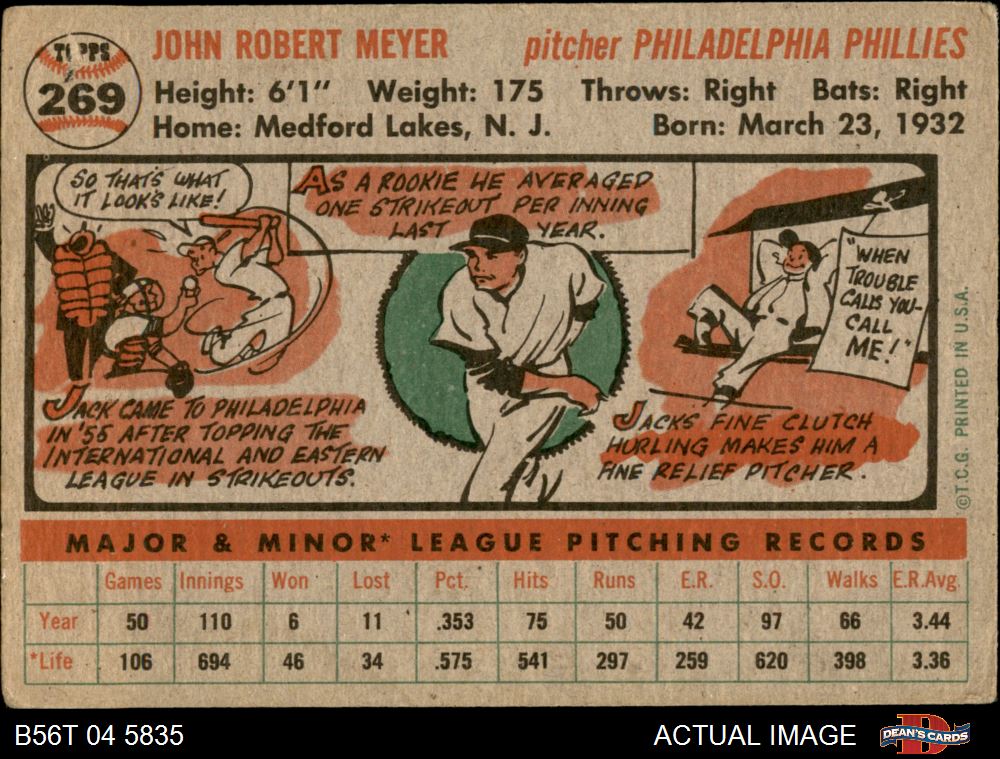 TOPPS
269
JOHN ROBERT MEYER
pitcher PHILADELPHIA PHILLIES
Height: 6'1" Weight: 175 Throws: Right Bats: Right
Home: Medford Lakes, N. J. Born: March 23, 1932
SO THAT'S WHAT
IT LOOKS LIKE!
AS A ROOKIE HE AVERAGED
ONE STRIKEOUT PER INNING
LAST YEAR.
"WHEN
TROUBLE
CALLS YOU-
CALL
ME!"
JACK CAME TO PHILADELPHIA
IN '55 AFTER TOPPING THE
INTERNATIONAL AND EASTERN
LEAGUE IN STRIKEOUTS.
JACKS FINE CLUTCH
HURLING MAKES HIM A
FINE RELIEF PITCHER.
©T.C.G. PRINTED IN U.S.A.
MAJOR & MINOR* LEAGUE PITCHING RECORDS
Games Innings Won Lost Pct. Hits Runs E.R. S.O. Walks E.R.Avg.
Year 50 110 6 11 .353 75 50 42 97 66 3.44
*Life 106 694 46 34 .575 541 297 259 620 398 3.36
B56T 04 5835
ACTUAL IMAGE
DEAN'S CARDS